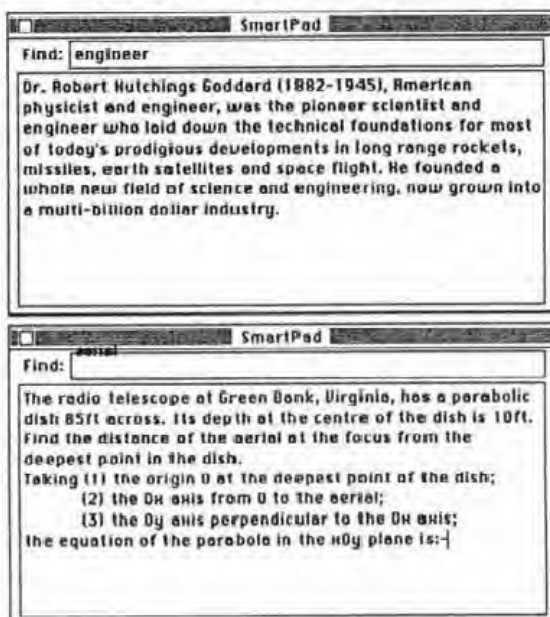 SmartPad
Find: engineer
Dr. Robert Hutchings Goddard (1882-1945), American
physicist and engineer, was the pioneer scientist and
engineer who laid down the technical foundations for most
of today's prodigious developments in long range rockets,
missiles, earth satellites and space flight. He founded a
whole new field of science and engineering, now grown into
a multi-billion dollar industry.
SmartPad
Find: aerial
The radio telescope at Green Bank, Virginia, has a parabolic
dish 85ft across. Its depth at the centre of the dish is 10ft.
Find the distance of the aerial at the focus from the
deepest point in the dish.
Taking (1) the origin O at the deepest point of the dish;
(2) the Ox axis from O to the aerial;
(3) the Oy axis perpendicular to the Ox axis;
the equation of the parabola in the xOy plane is:-